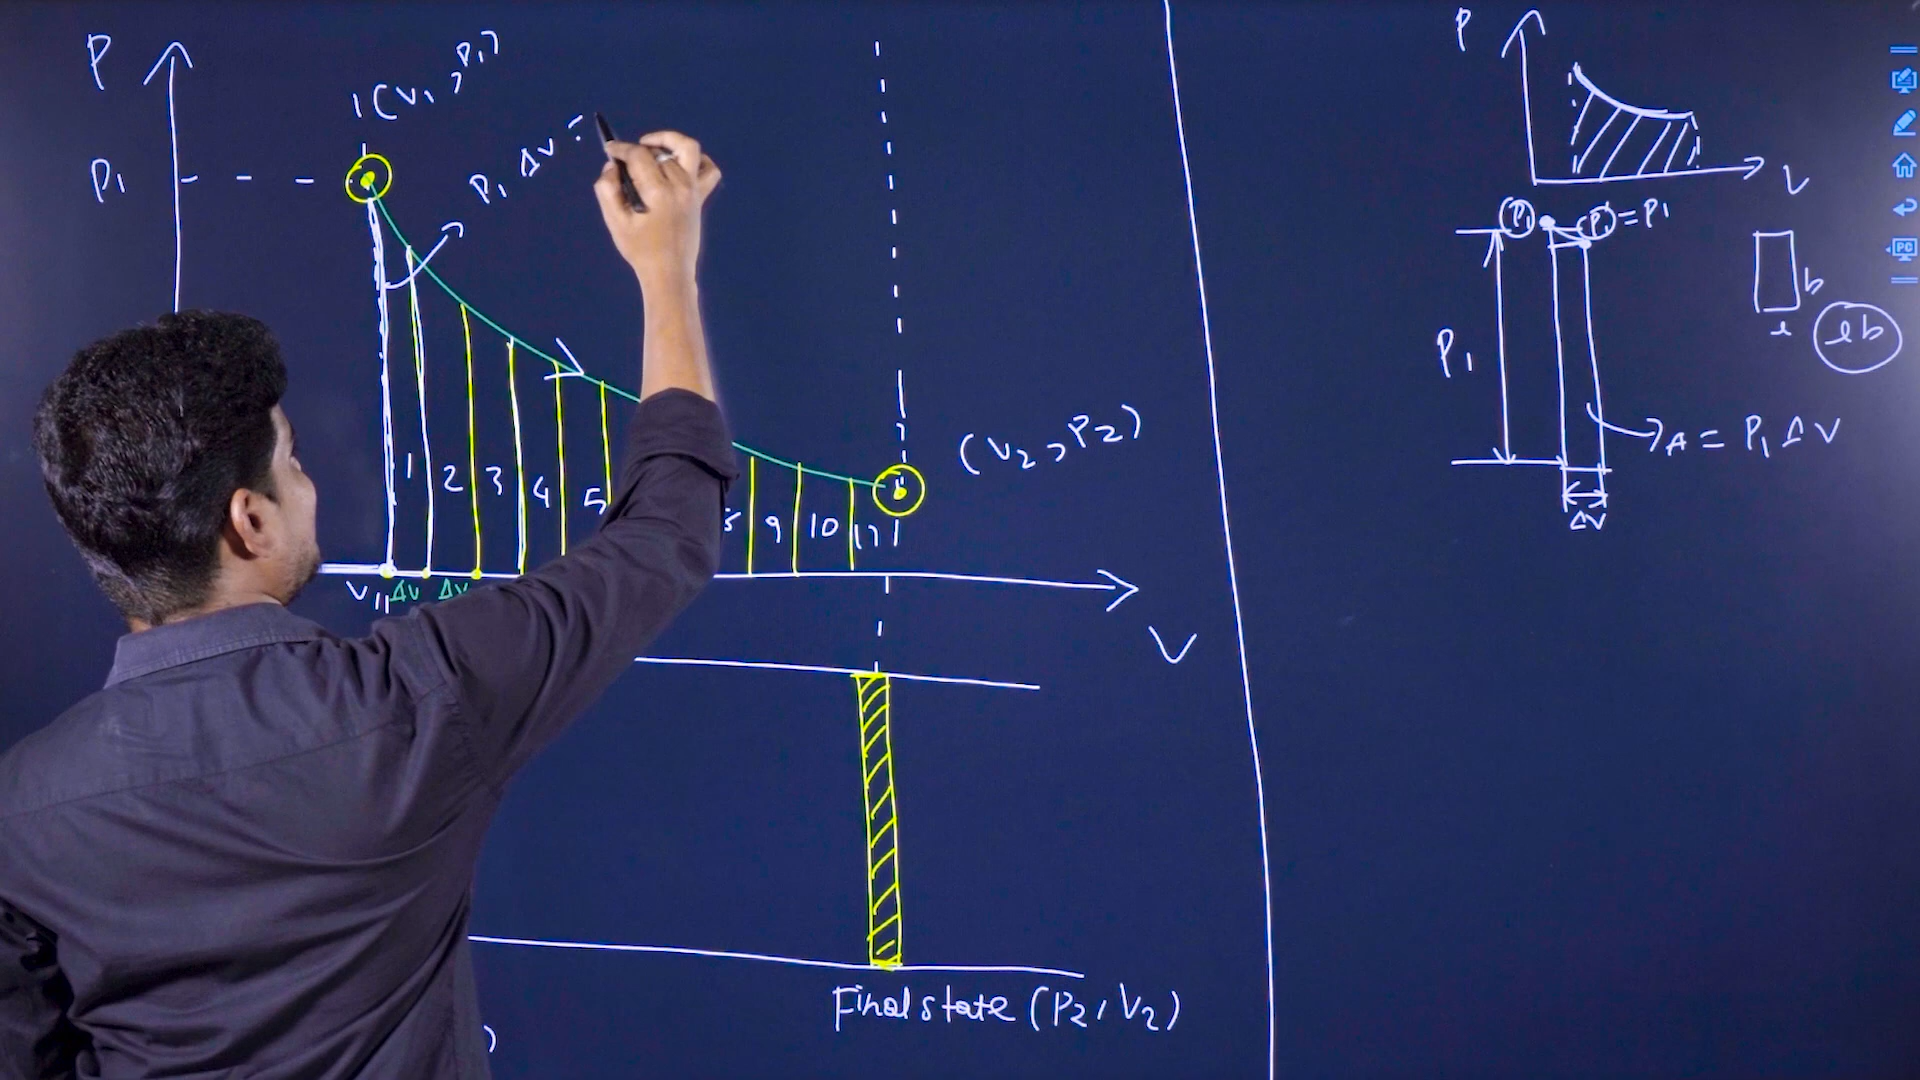 P
1 (V₁, P₁)
P₁
P₁ ΔV =
1 2 3 4 5 9 10 11
(V₂, P₂)
V₁ ΔV ΔV
V
Final state (P₂, V₂)
P
V
P₁ P₁ = P₁
P₁
b
l
lb
A = P₁ ΔV
ΔV